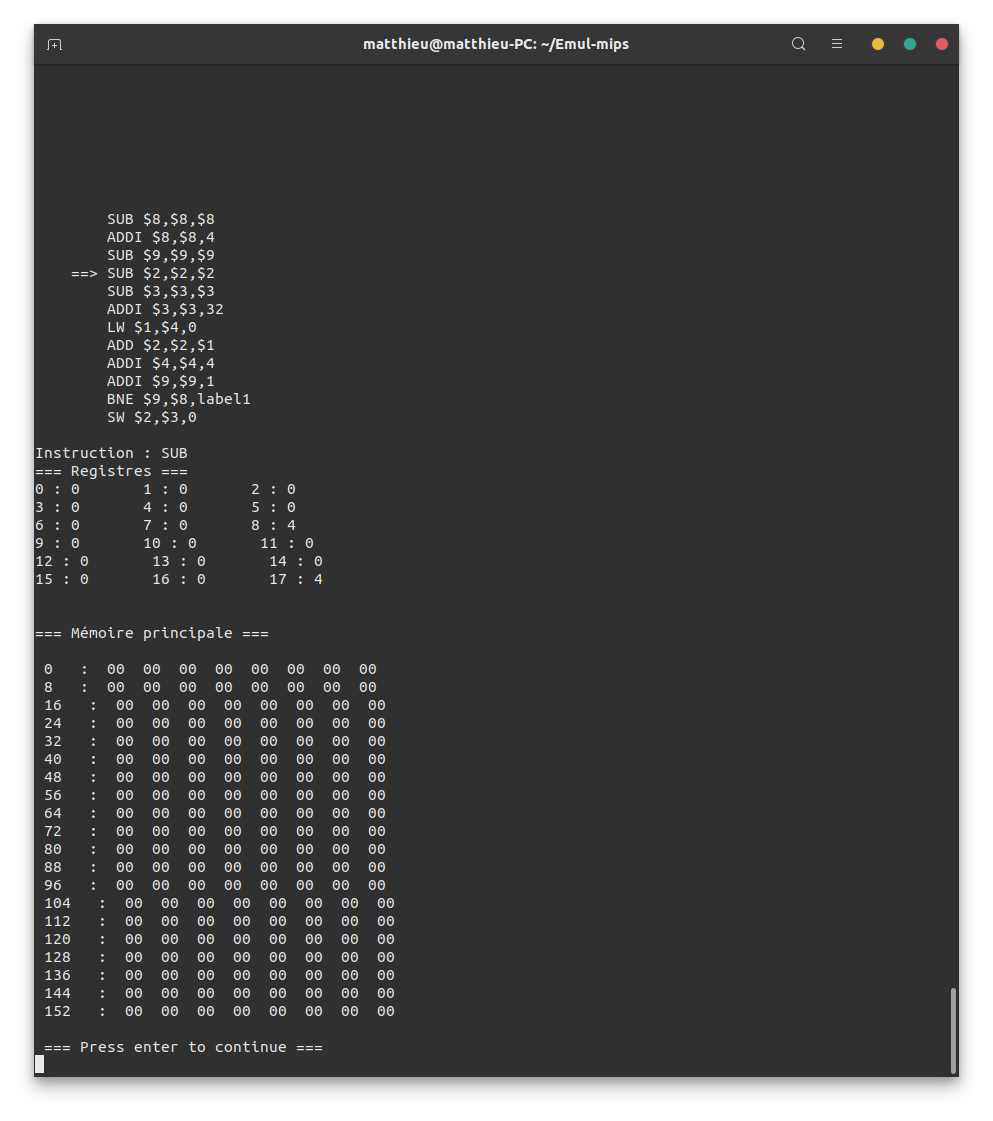 matthieu@matthieu-PC: ~/Emul-mips
SUB $8,$8,$8
ADDI $8,$8,4
SUB $9,$9,$9
==> SUB $2,$2,$2
SUB $3,$3,$3
ADDI $3,$3,32
LW $1,$4,0
ADD $2,$2,$1
ADDI $4,$4,4
ADDI $9,$9,1
BNE $9,$8,label1
SW $2,$3,0
Instruction : SUB
=== Registres ===
0 : 0 1 : 0 2 : 0
3 : 0 4 : 0 5 : 0
6 : 0 7 : 0 8 : 4
9 : 0 10 : 0 11 : 0
12 : 0 13 : 0 14 : 0
15 : 0 16 : 0 17 : 4
=== Mémoire principale ===
0 : 00 00 00 00 00 00 00 00
8 : 00 00 00 00 00 00 00 00
16 : 00 00 00 00 00 00 00 00
24 : 00 00 00 00 00 00 00 00
32 : 00 00 00 00 00 00 00 00
40 : 00 00 00 00 00 00 00 00
48 : 00 00 00 00 00 00 00 00
56 : 00 00 00 00 00 00 00 00
64 : 00 00 00 00 00 00 00 00
72 : 00 00 00 00 00 00 00 00
80 : 00 00 00 00 00 00 00 00
88 : 00 00 00 00 00 00 00 00
96 : 00 00 00 00 00 00 00 00
104 : 00 00 00 00 00 00 00 00
112 : 00 00 00 00 00 00 00 00
120 : 00 00 00 00 00 00 00 00
128 : 00 00 00 00 00 00 00 00
136 : 00 00 00 00 00 00 00 00
144 : 00 00 00 00 00 00 00 00
152 : 00 00 00 00 00 00 00 00
=== Press enter to continue ===